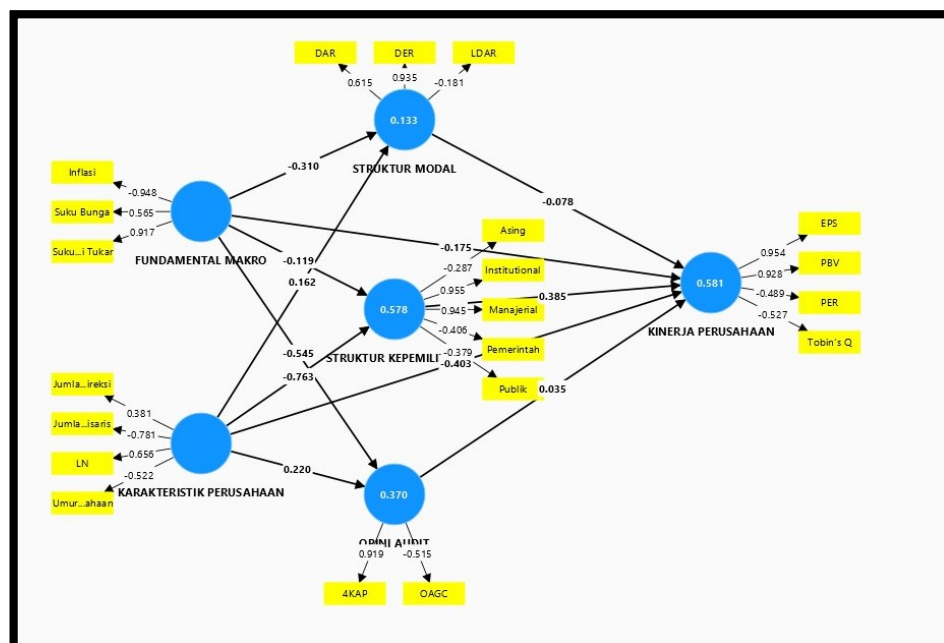 DAR
DER
LDAR
0.615
0.935
-0.181
0.133
STRUKTUR MODAL
Inflasi
Suku Bunga
Suku...i Tukar
-0.948
0.565
0.917
FUNDAMENTAL MAKRO
-0.310
-0.119
0.162
-0.175
-0.078
-0.545
-0.763
Asing
Institutional
Manajerial
Pemerintah
Publik
-0.287
0.955
0.945
-0.406
-0.379
0.578
STRUKTUR KEPEMILI
0.385
-0.403
0.035
EPS
PBV
PER
Tobin's Q
0.954
0.928
-0.489
-0.527
0.581
KINERJA PERUSAHAAN
Jumla...ireksi
Jumla...isaris
LN
Umur...ahaan
0.381
-0.781
-0.656
-0.522
KARAKTERISTIK PERUSAHAAN
0.220
0.370
OPINI AUDIT
0.919
-0.515
4KAP
OAGC